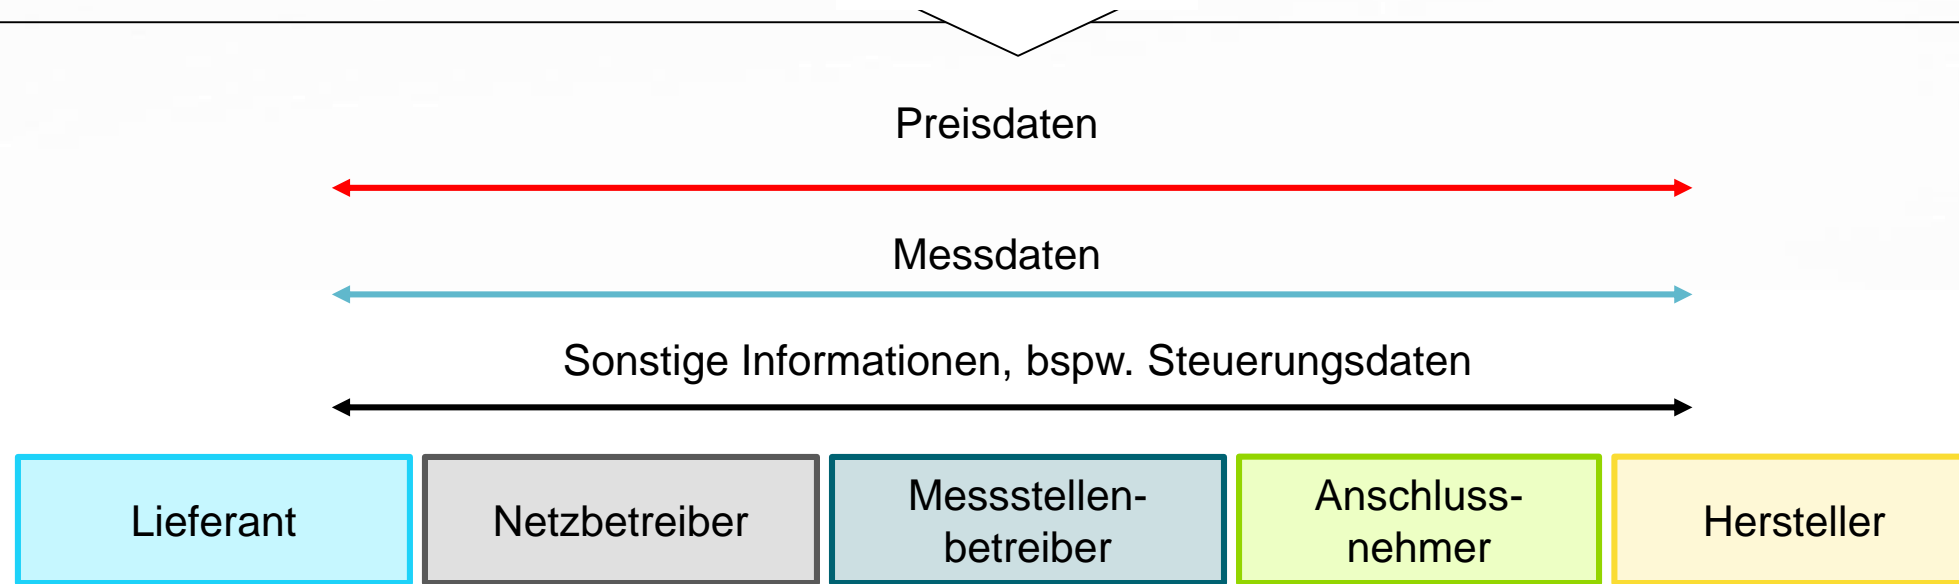 Preisdaten
Messdaten
Sonstige Informationen, bspw. Steuerungsdaten
Lieferant
Netzbetreiber
Messstellen-
betreiber
Anschluss-
nehmer
Hersteller